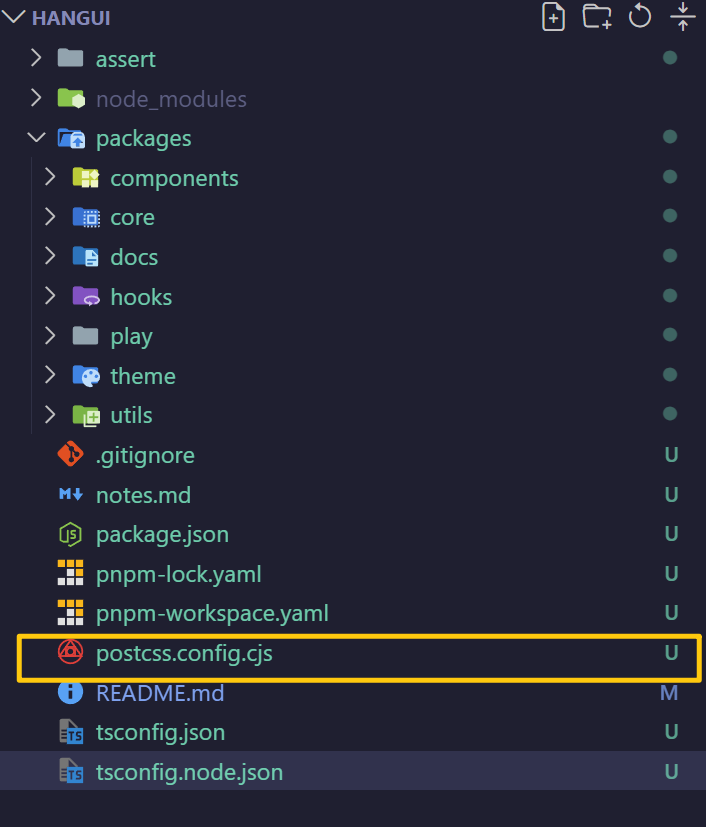 HANGUI
assert
node_modules
packages
components
core
docs
hooks
play
theme
utils
.gitignore U
notes.md U
package.json U
pnpm-lock.yaml U
pnpm-workspace.yaml U
postcss.config.cjs U
README.md M
tsconfig.json U
tsconfig.node.json U